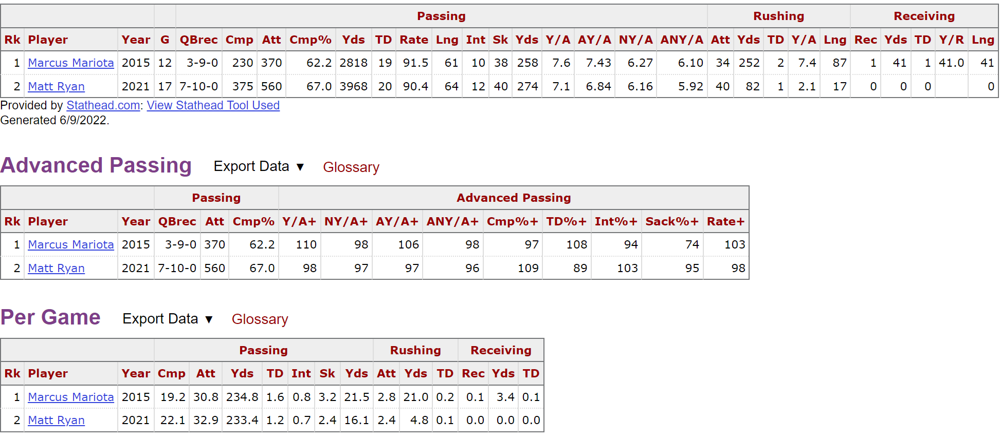 Passing Rushing Receiving
Rk Player Year G QBrec Cmp Att Cmp% Yds TD Rate Lng Int Sk Yds Y/A AY/A NY/A ANY/A Att Yds TD Y/A Lng Rec Yds TD Y/R Lng
1 Marcus Mariota 2015 12 3-9-0 230 370 62.2 2818 19 91.5 61 10 38 258 7.6 7.43 6.27 6.10 34 252 2 7.4 87 1 41 1 41.0 41
2 Matt Ryan 2021 17 7-10-0 375 560 67.0 3968 20 90.4 64 12 40 274 7.1 6.84 6.16 5.92 40 82 1 2.1 17 0 0 0 0
Provided by Stathead.com: View Stathead Tool Used
Generated 6/9/2022.
Advanced Passing Export Data ▼ Glossary
Passing Advanced Passing
Rk Player Year QBrec Att Cmp% Y/A+ NY/A+ AY/A+ ANY/A+ Cmp%+ TD%+ Int%+ Sack%+ Rate+
1 Marcus Mariota 2015 3-9-0 370 62.2 110 98 106 98 97 108 94 74 103
2 Matt Ryan 2021 7-10-0 560 67.0 98 97 97 96 109 89 103 95 98
Per Game Export Data ▼ Glossary
Passing Rushing Receiving
Rk Player Year Cmp Att Yds TD Int Sk Yds Att Yds TD Rec Yds TD
1 Marcus Mariota 2015 19.2 30.8 234.8 1.6 0.8 3.2 21.5 2.8 21.0 0.2 0.1 3.4 0.1
2 Matt Ryan 2021 22.1 32.9 233.4 1.2 0.7 2.4 16.1 2.4 4.8 0.1 0.0 0.0 0.0